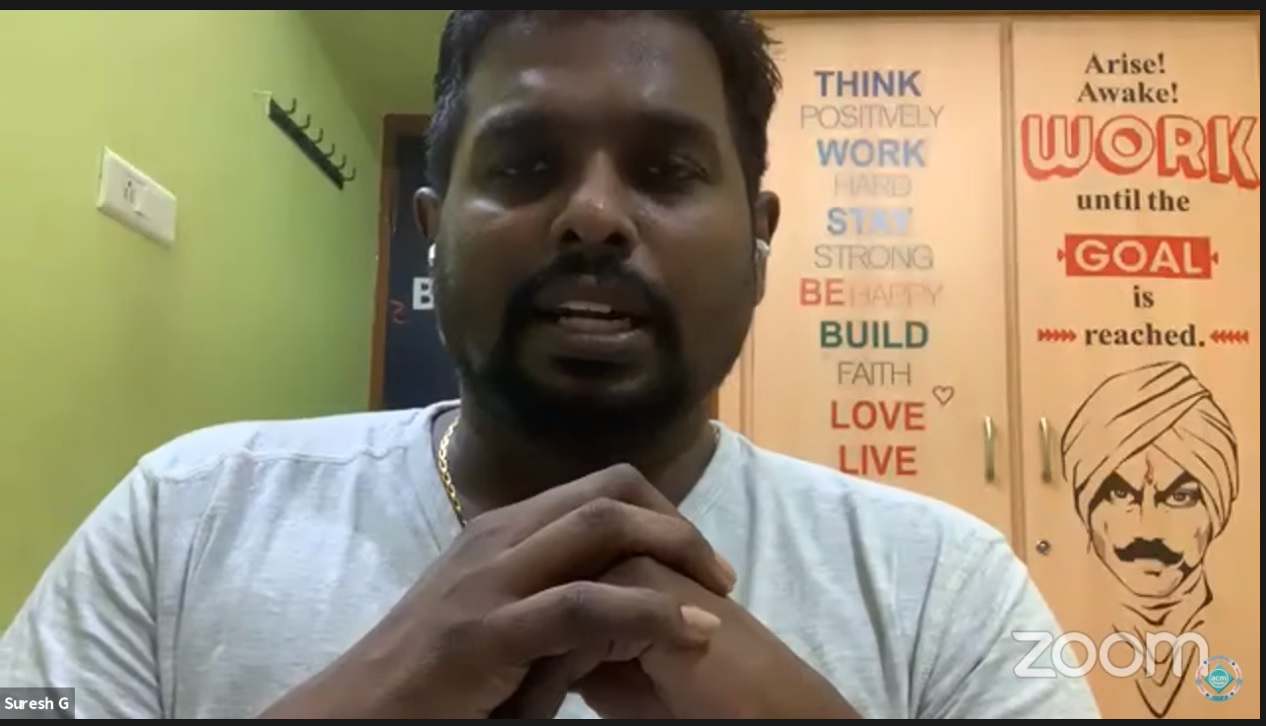 THINK
POSITIVELY
WORK
HARD
STAY
STRONG
BE HAPPY
BUILD
FAITH
LOVE
LIVE
Arise!
Awake!
WORK
until the
GOAL
is
reached.
B
Suresh G
zoom
acm